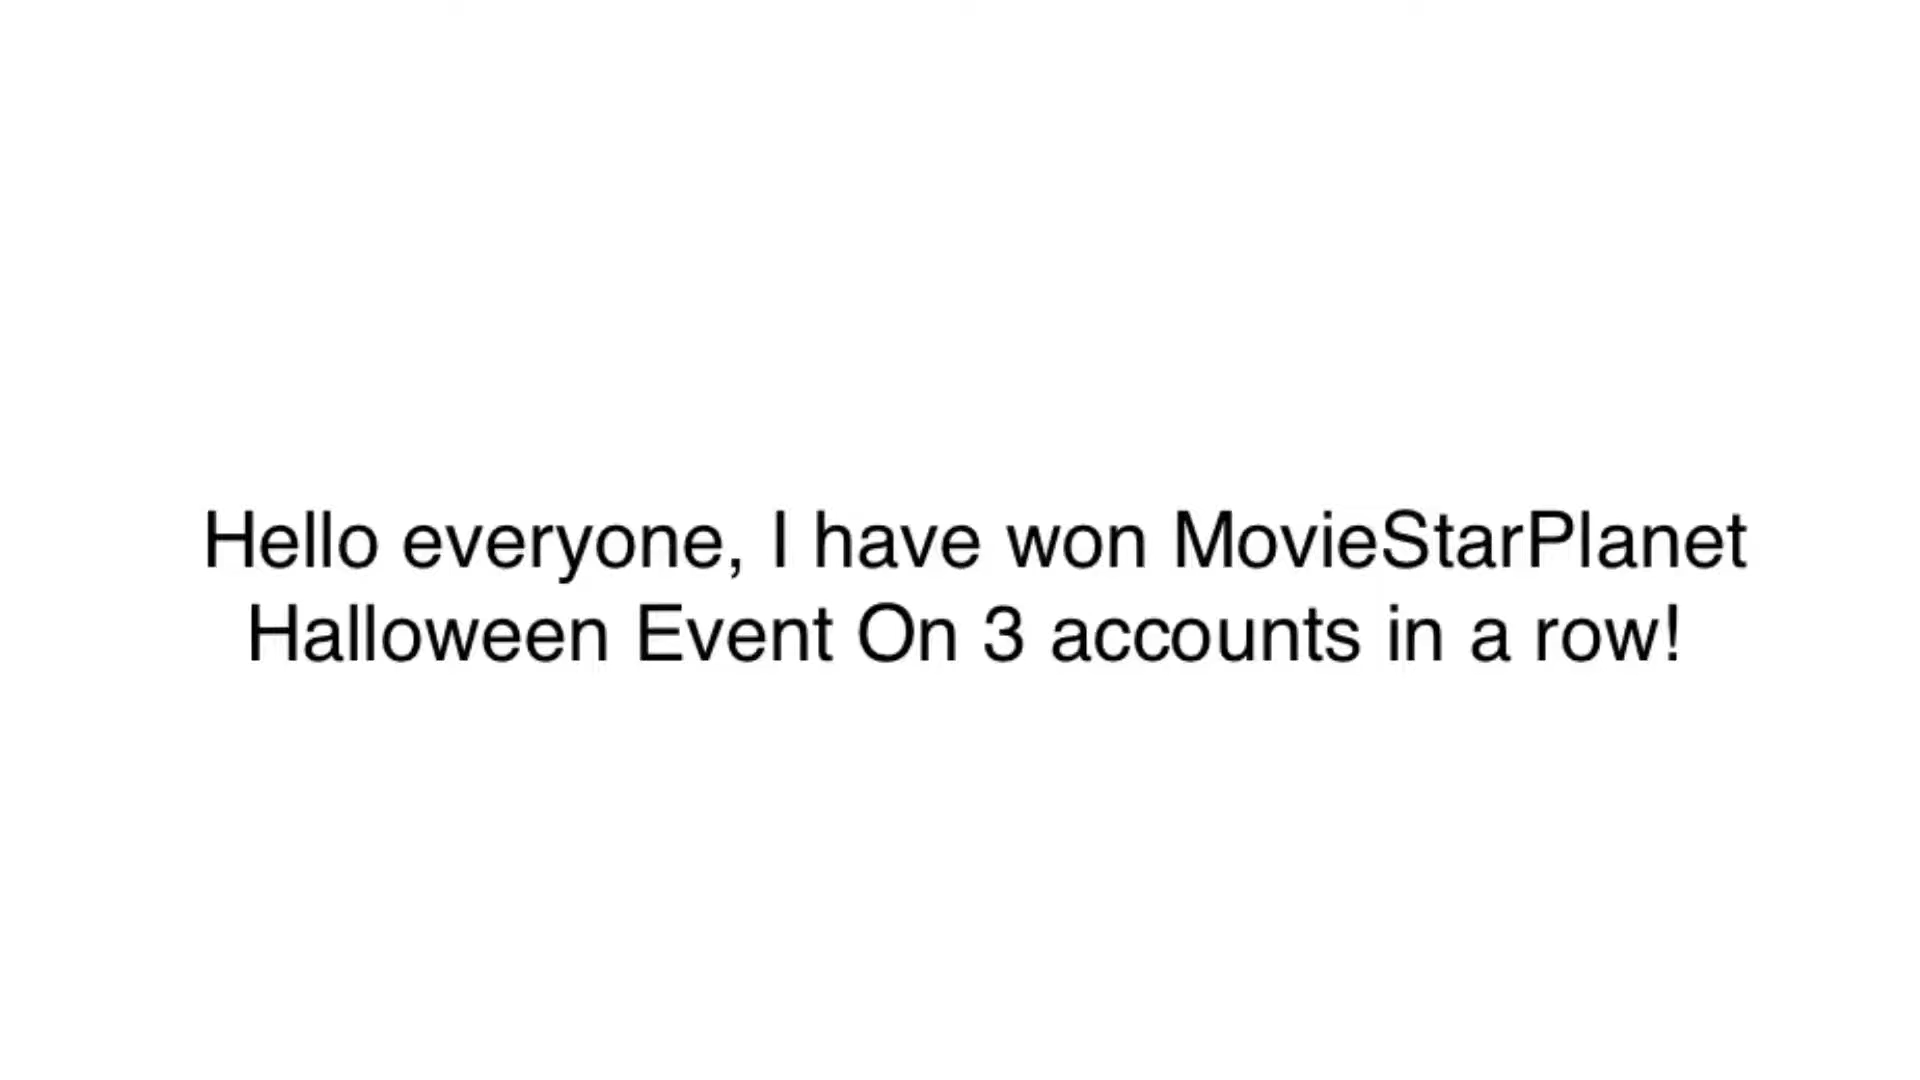 Hello everyone, I have won MovieStarPlanet
Halloween Event On 3 accounts in a row!